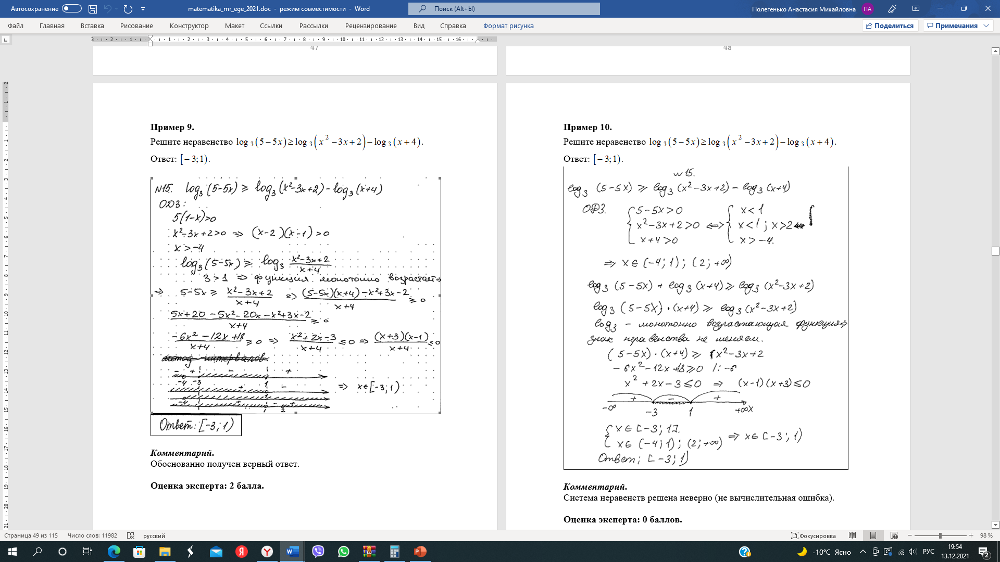 Автосохранение
matematika_mr_ege_2021.doc - режим совместимости - Word
Поиск (Alt+Ы)
Полегенько Анастасия Михайловна
ПА
Файл Главная Вставка Рисование Конструктор Макет Ссылки Рассылки Рецензирование Вид Справка Формат рисунка
Поделиться
Примечания
47
48
Пример 9.
Решите неравенство log₃(5−5x) ≥ log₃(x²−3x+2) − log₃(x+4).
Ответ: [−3;1).
N15. log₃(5-5x) ≥ log₃(x²-3x+2) - log₃(x+4)
ОДЗ:
5(1-x)>0
x²-3x+2>0 ⇒ (x-2)(x-1)>0
x>-4
log₃(5-5x) ≥ log₃ (x²-3x+2)/(x+4)
3>1 ⇒ функция монотонно возрастает ⇒
⇒ 5-5x ≥ (x²-3x+2)/(x+4) ⇒ ((5-5x)(x+4)-x²+3x-2)/(x+4) ≥ 0
(5x+20-5x²-20x-x²+3x-2)/(x+4) ≥ 0
(-6x²-12x+18)/(x+4) ≥ 0 ⇒ (x²+2x-3)/(x+4) ≤ 0 ⇒ ((x+3)(x-1))/(x+4) ≤ 0
- + - +
-4 -3 1
+ -
⇒ x∈[-3;1)
1
-4 + - +
1 2
Ответ: [-3;1)
Комментарий.
Обоснованно получен верный ответ.
Оценка эксперта: 2 балла.
Пример 10.
Решите неравенство log₃(5−5x) ≥ log₃(x²−3x+2) − log₃(x+4).
Ответ: [−3;1).
N 15.
log₃ (5-5x) ≥ log₃ (x²-3x+2) - log₃ (x+4)
ОДЗ. { 5-5x>0 { x<1
{ x²-3x+2>0 ⟺ { x<1; x>2
{ x+4>0 { x>-4.
⇒ x∈(-4;1); (2;+∞)
log₃ (5-5x) + log₃ (x+4) ≥ log₃ (x²-3x+2)
log₃ (5-5x)·(x+4) ≥ log₃ (x²-3x+2)
log₃ - монотонно возрастающая функция ⇒
знак неравенства не меняем.
(5-5x)·(x+4) ≥ x²-3x+2
-6x²-12x+18≥0 /:-6
x²+2x-3≤0 ⇒ (x-1)(x+3)≤0
+ - +
-∞ -3 1 +∞ x
{ x∈[-3;1].
{ x∈(-4;1); (2;+∞) ⇒ x∈[-3;1)
Ответ; [-3;1)
Комментарий.
Система неравенств решена неверно (не вычислительная ошибка).
Оценка эксперта: 0 баллов.
Страница 49 из 115 Число слов: 11982 русский
Фокусировка
98 %
-10°C Ясно
РУС
19:54
13.12.2021
2